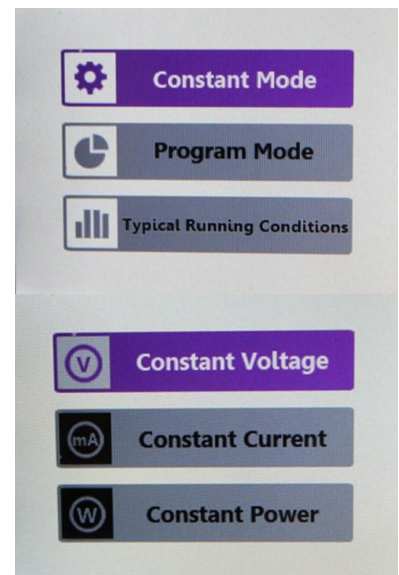 Constant Mode
Program Mode
Typical Running Conditions
V
Constant Voltage
mA
Constant Current
W
Constant Power